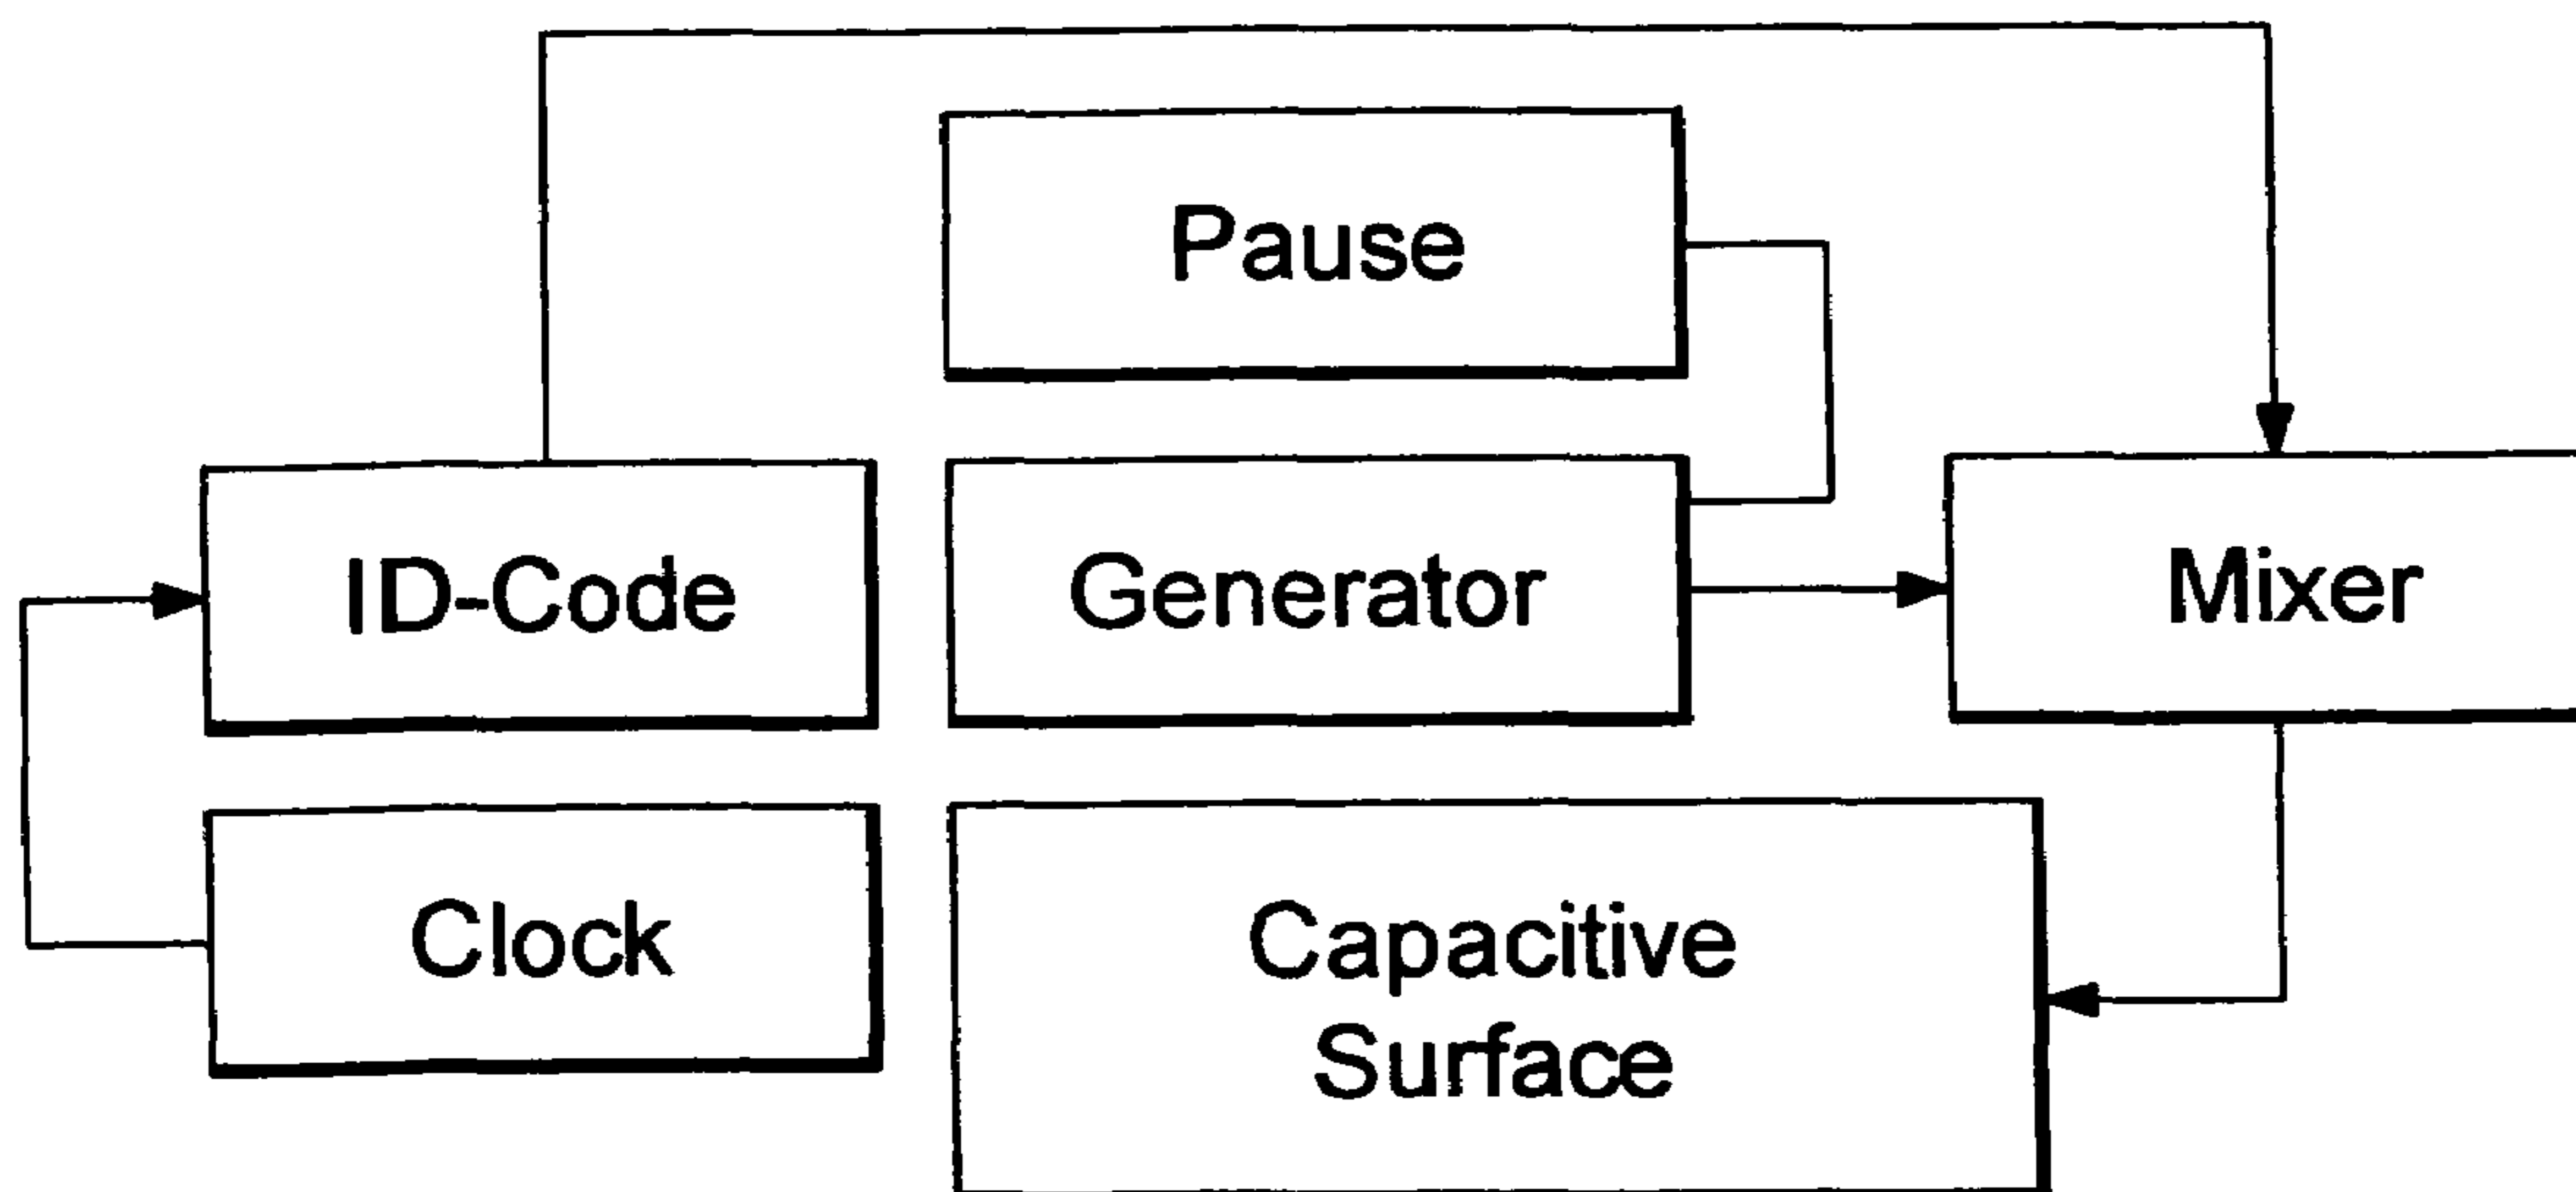 Pause
ID-Code
Generator
Mixer
Clock
Capacitive
Surface